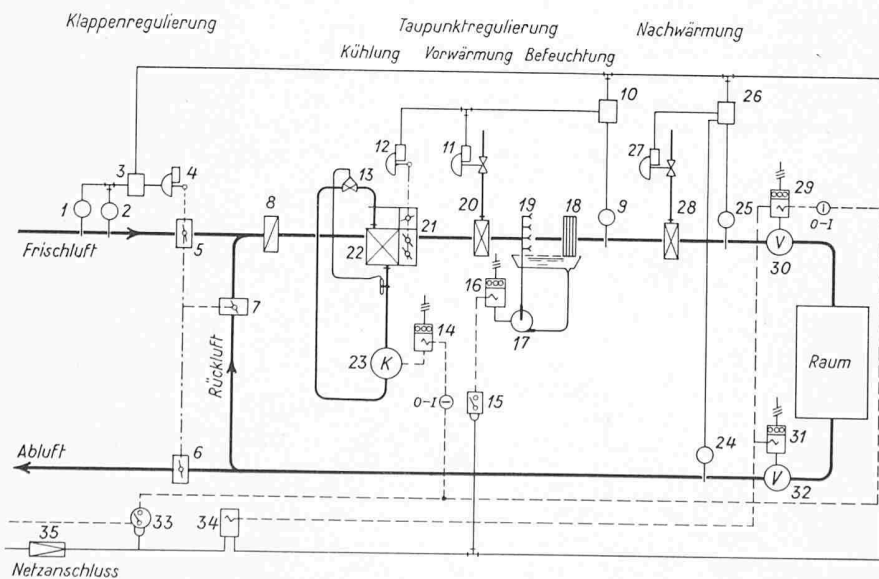 Klappenregulierung
Taupunktregulierung
Nachwärmung
Kühlung
Vorwärmung
Befeuchtung
10
26
12
11
27
3
4
13
29
1
2
8
20
19
18
9
28
25
O-I
21
22
V
Frischluft
5
30
16
7
14
17
23
K
Rückluft
Raum
O-I
15
31
24
6
Abluft
V
32
33
34
35
Netzanschluss